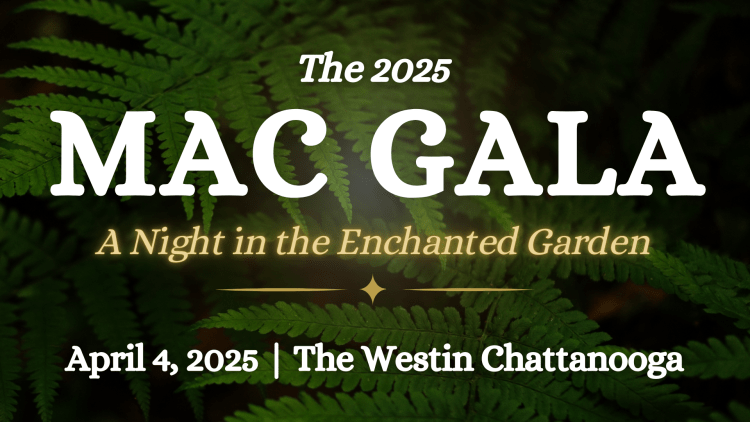 The 2025
MAC GALA
A Night in the Enchanted Garden
April 4, 2025 | The Westin Chattanooga